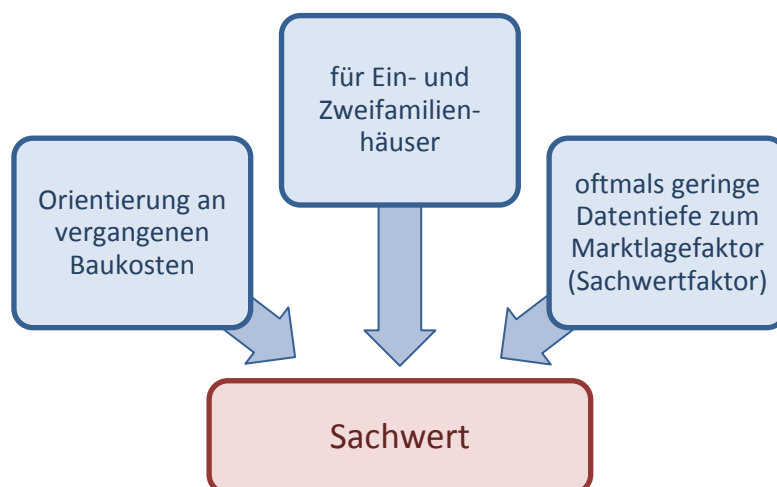 Orientierung an
vergangenen
Baukosten
für Ein- und
Zweifamilien-
häuser
oftmals geringe
Datentiefe zum
Marktlagefaktor
(Sachwertfaktor)
Sachwert